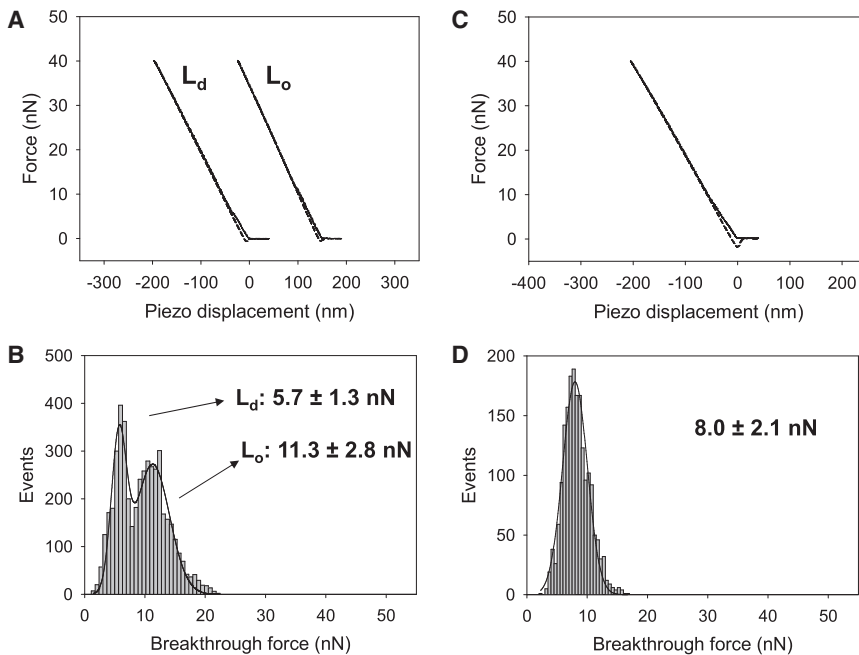 A
50
40
30
20
10
0
Force (nN)
L_d
L_o
-300 -200 -100 0 100 200 300
Piezo displacement (nm)
C
50
40
30
20
10
0
Force (nN)
-400 -300 -200 -100 0 100 200
Piezo displacement (nm)
B
500
400
300
200
100
0
Events
L_d: 5.7 ± 1.3 nN
L_o: 11.3 ± 2.8 nN
0 10 20 30 40 50
Breakthrough force (nN)
D
200
150
100
50
0
Events
8.0 ± 2.1 nN
0 10 20 30 40 50
Breakthrough force (nN)